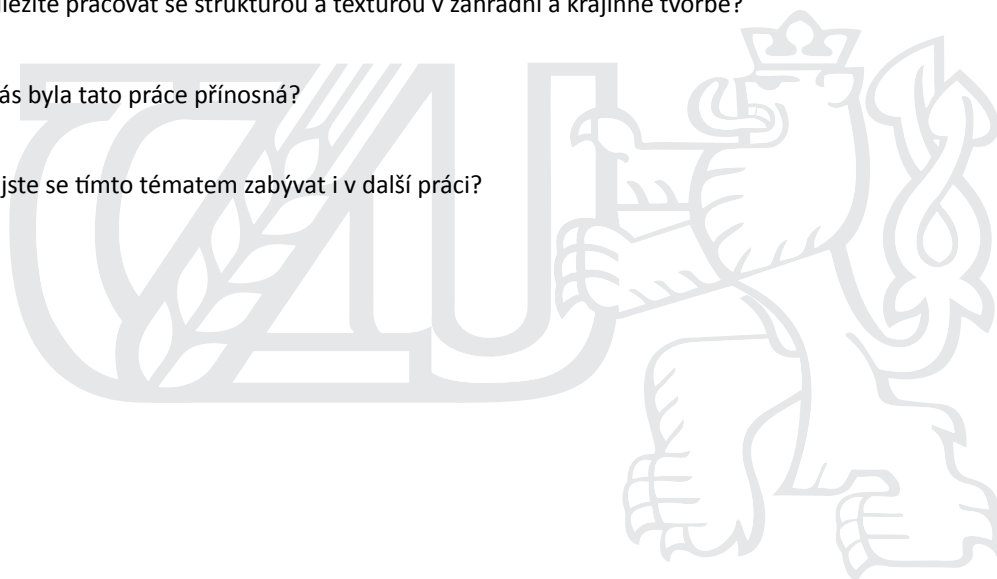 ležité pracovat se strukturou a texturou v zahradní a krajinné tvorbě?
ás byla tato práce přínosná?
jste se tímto tématem zabývat i v další práci?
ČZU